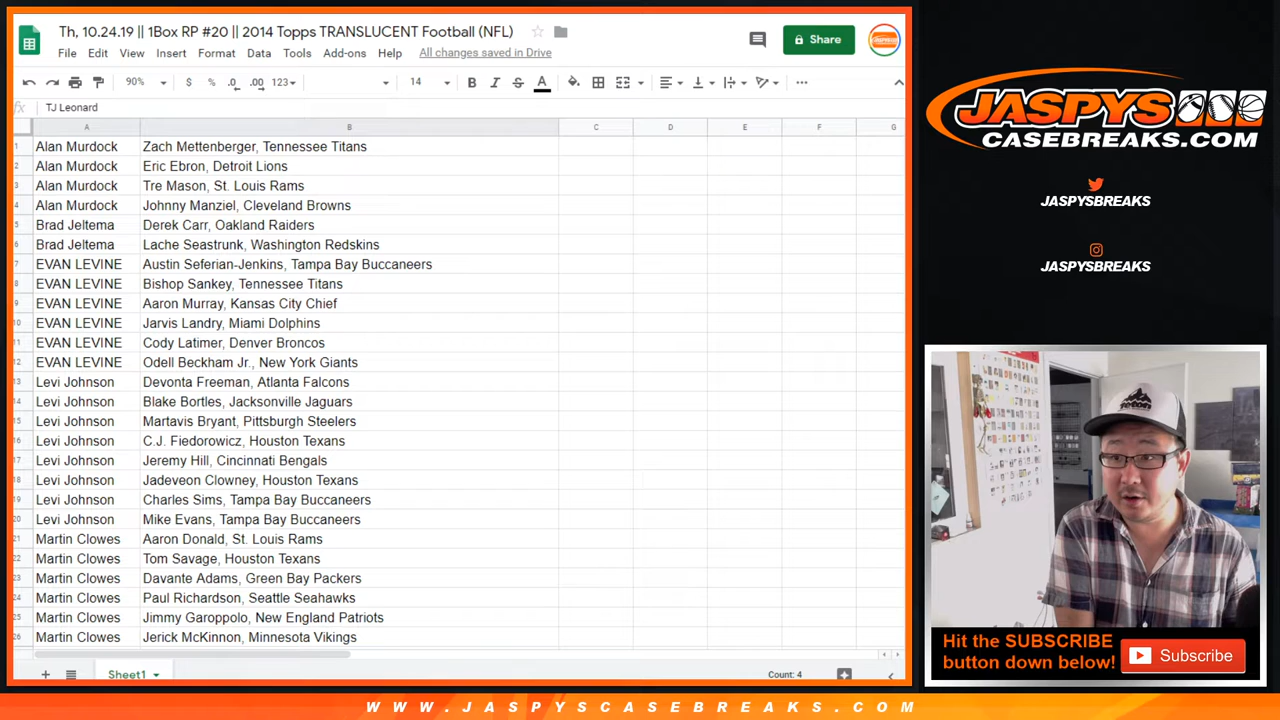 Th, 10.24.19 || 1Box RP #20 || 2014 Topps TRANSLUCENT Football (NFL)
File Edit View Insert Format Data Tools Add-ons Help All changes saved in Drive
Share
90% $ % .0 .00 123 14 B I S A
fx TJ Leonard
A B C D E F G
1 Alan Murdock Zach Mettenberger, Tennessee Titans
2 Alan Murdock Eric Ebron, Detroit Lions
3 Alan Murdock Tre Mason, St. Louis Rams
4 Alan Murdock Johnny Manziel, Cleveland Browns
5 Brad Jeltema Derek Carr, Oakland Raiders
6 Brad Jeltema Lache Seastrunk, Washington Redskins
7 EVAN LEVINE Austin Seferian-Jenkins, Tampa Bay Buccaneers
8 EVAN LEVINE Bishop Sankey, Tennessee Titans
9 EVAN LEVINE Aaron Murray, Kansas City Chief
10 EVAN LEVINE Jarvis Landry, Miami Dolphins
11 EVAN LEVINE Cody Latimer, Denver Broncos
12 EVAN LEVINE Odell Beckham Jr., New York Giants
13 Levi Johnson Devonta Freeman, Atlanta Falcons
14 Levi Johnson Blake Bortles, Jacksonville Jaguars
15 Levi Johnson Martavis Bryant, Pittsburgh Steelers
16 Levi Johnson C.J. Fiedorowicz, Houston Texans
17 Levi Johnson Jeremy Hill, Cincinnati Bengals
18 Levi Johnson Jadeveon Clowney, Houston Texans
19 Levi Johnson Charles Sims, Tampa Bay Buccaneers
20 Levi Johnson Mike Evans, Tampa Bay Buccaneers
21 Martin Clowes Aaron Donald, St. Louis Rams
22 Martin Clowes Tom Savage, Houston Texans
23 Martin Clowes Davante Adams, Green Bay Packers
24 Martin Clowes Paul Richardson, Seattle Seahawks
25 Martin Clowes Jimmy Garoppolo, New England Patriots
26 Martin Clowes Jerick McKinnon, Minnesota Vikings
Sheet1
Count: 4
JASPYS
CASEBREAKS.COM
JASPYSBREAKS
JASPYSBREAKS
Hit the SUBSCRIBE
button down below!
Subscribe
WWW.JASPYSCASEBREAKS.COM